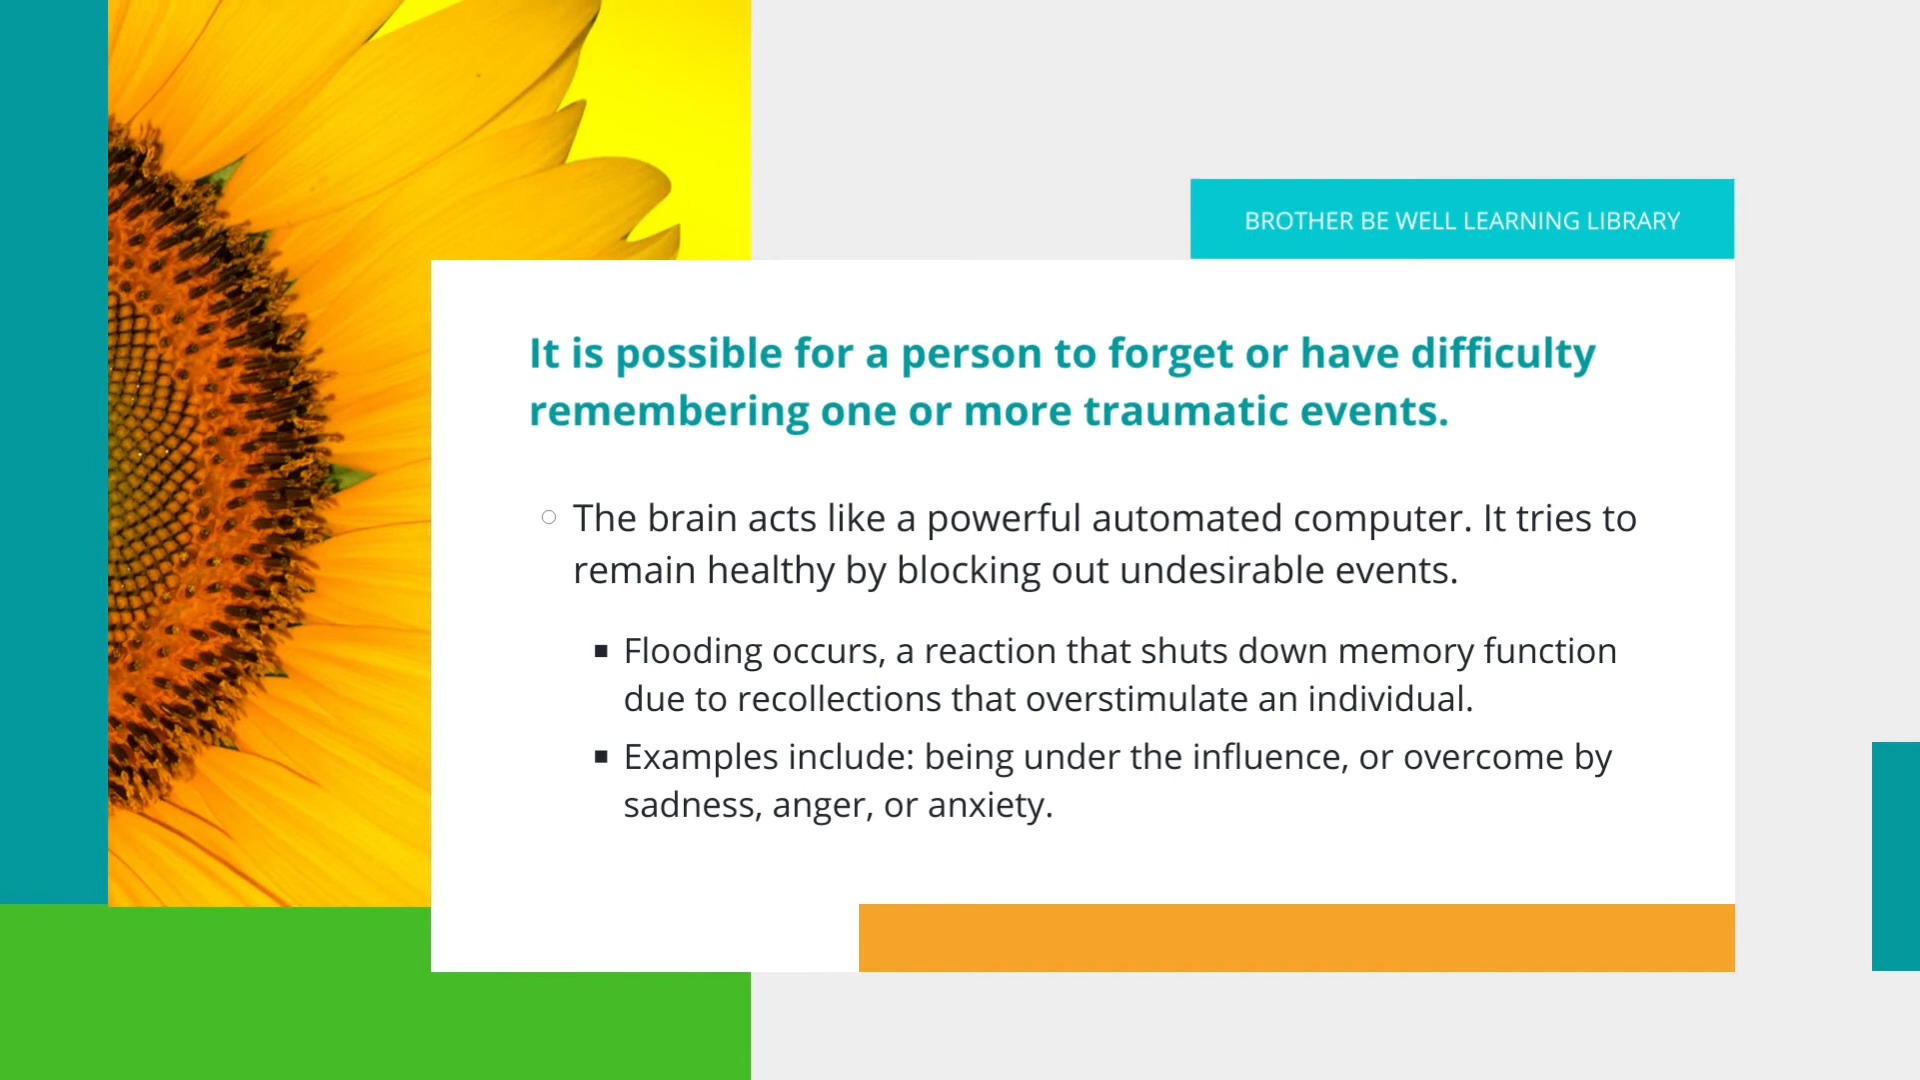 BROTHER BE WELL LEARNING LIBRARY
It is possible for a person to forget or have difficulty
remembering one or more traumatic events.
The brain acts like a powerful automated computer. It tries to
remain healthy by blocking out undesirable events.
Flooding occurs, a reaction that shuts down memory function
due to recollections that overstimulate an individual.
Examples include: being under the influence, or overcome by
sadness, anger, or anxiety.